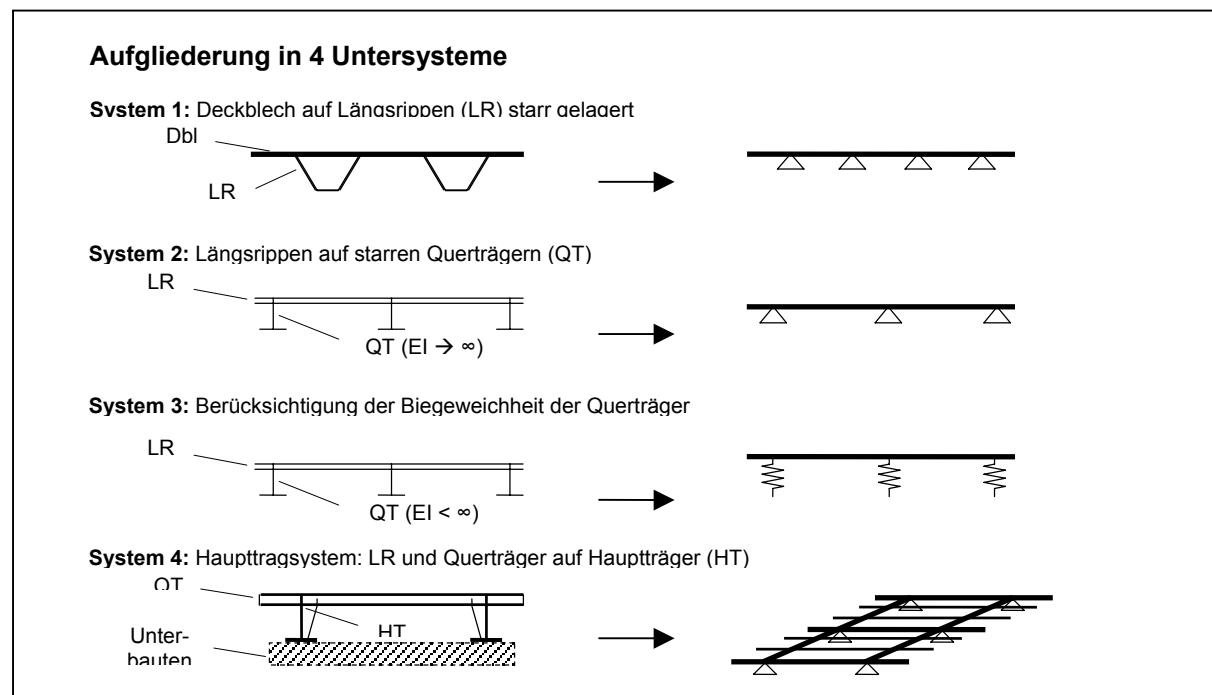 Aufgliederung in 4 Untersysteme
System 1: Deckblech auf Längsrippen (LR) starr gelagert
Dbl
LR
System 2: Längsrippen auf starren Querträgern (QT)
LR
QT (EI → ∞)
System 3: Berücksichtigung der Biegeweichheit der Querträger
LR
QT (EI < ∞)
System 4: Haupttragsystem: LR und Querträger auf Hauptträger (HT)
QT
HT
Unter-
bauten